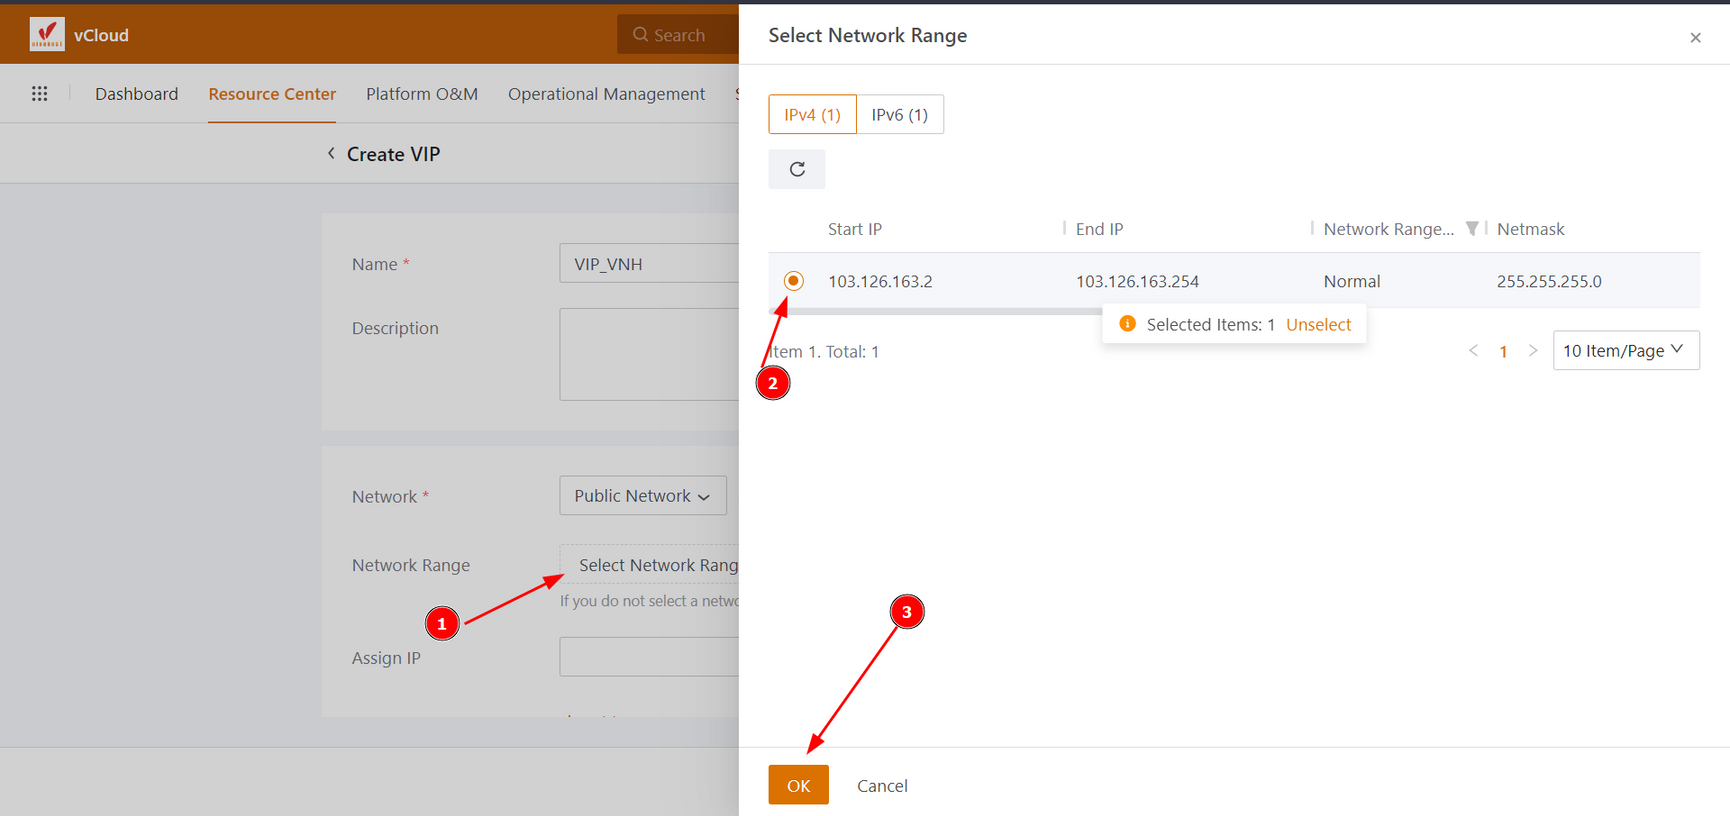 vCloud
Search
Dashboard
Resource Center
Platform O&M
Operational Management
Create VIP
Name *
VIP_VNH
Description
Network *
Public Network
Network Range
Select Network Rang
If you do not select a netwo
1
Assign IP
Select Network Range
IPv4 (1)
IPv6 (1)
Start IP
End IP
Network Range...
Netmask
103.126.163.2
103.126.163.254
Normal
255.255.255.0
Selected Items: 1 Unselect
Item 1. Total: 1
1
10 Item/Page
2
3
OK
Cancel